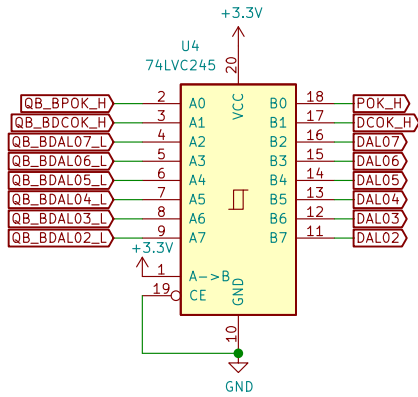 +3.3V
U4
74LVC245
20
VCC
QB_BPOK_H 2 A0 B0 18 POK_H
QB_BDCOK_H 3 A1 B1 17 DCOK_H
QB_BDAL07_L 4 A2 B2 16 DAL07
QB_BDAL06_L 5 A3 B3 15 DAL06
QB_BDAL05_L 6 A4 B4 14 DAL05
QB_BDAL04_L 7 A5 B5 13 DAL04
QB_BDAL03_L 8 A6 B6 12 DAL03
QB_BDAL02_L 9 A7 B7 11 DAL02
+3.3V
1 A->B
19 CE
GND
10
GND